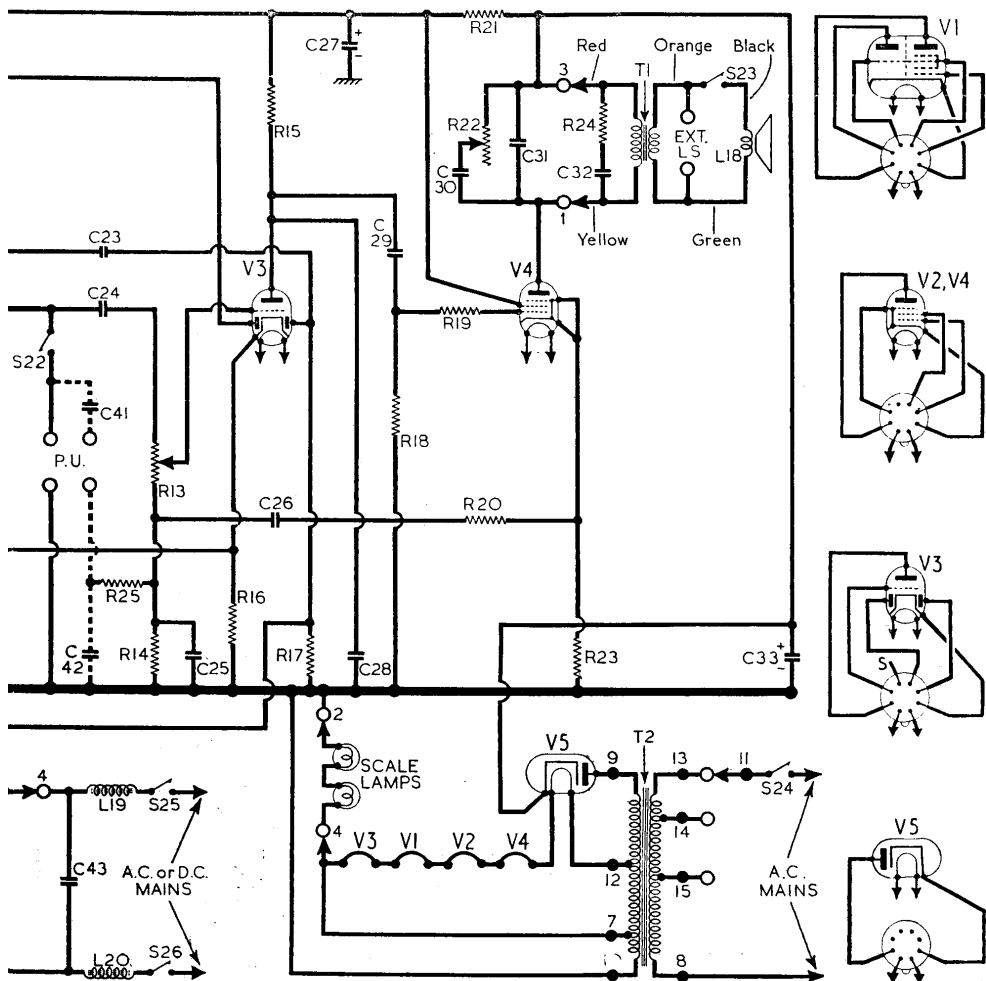 C27
+
-
R21
V1
Red
Orange
Black
3
T1
S23
R15
R22
R24
C31
EXT.
LS
L18
C
30
C32
1
Yellow
Green
C23
C
29
V3
V4
V2,V4
C24
R19
S22
C41
R18
P.U.
R13
C26
R20
V3
R25
R16
C
42
R14
C25
R17
C28
R23
C33
+
-
S
2
SCALE
LAMPS
V5
9
T2
13
11
4
4
L19
S25
S24
V3
V1
V2
V4
14
V5
C43
A.C. or D.C.
MAINS
12
15
A.C.
MAINS
7
L20
S26
8